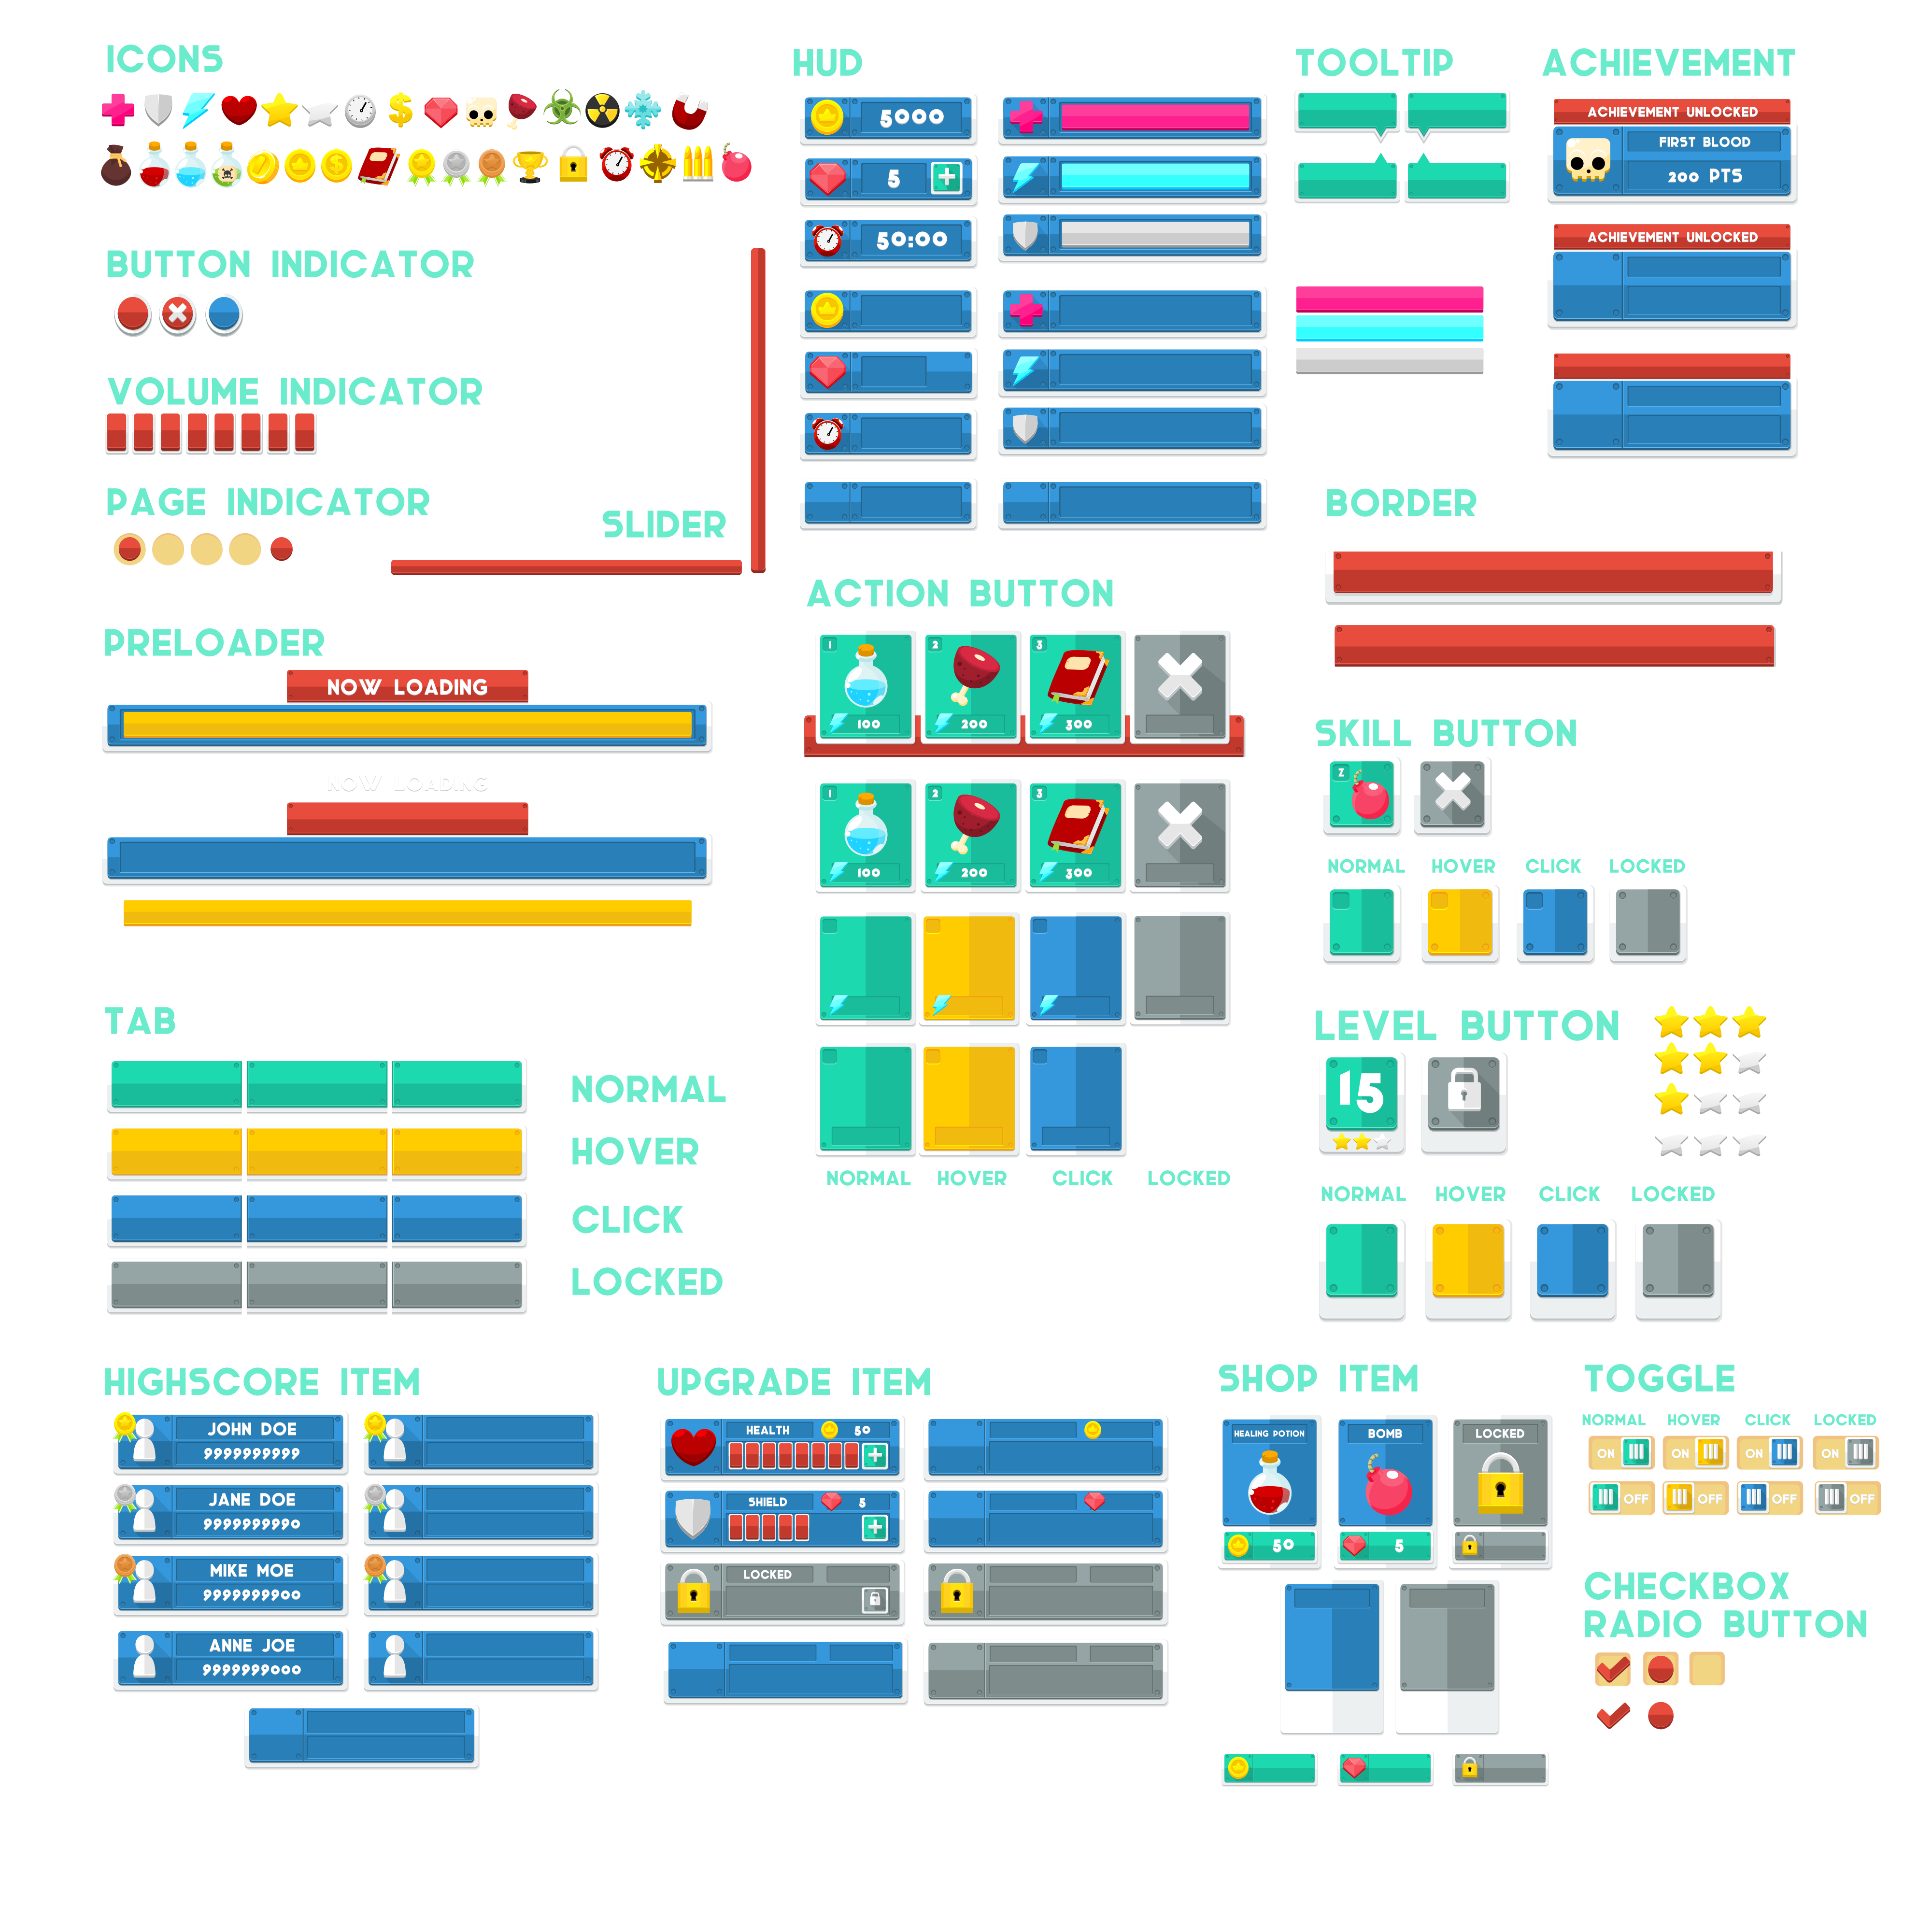 ICONS
BUTTON INDICATOR
VOLUME INDICATOR
PAGE INDICATOR
SLIDER
PRELOADER
NOW LOADING
NOW LOADING
TAB
NORMAL
HOVER
CLICK
LOCKED
HUD
5000
5
50:00
TOOLTIP
ACHIEVEMENT
ACHIEVEMENT UNLOCKED
FIRST BLOOD
200 PTS
ACHIEVEMENT UNLOCKED
BORDER
ACTION BUTTON
1 2 3
100 200 300
1 2 3
100 200 300
NORMAL HOVER CLICK LOCKED
SKILL BUTTON
Z
NORMAL HOVER CLICK LOCKED
LEVEL BUTTON
15
NORMAL HOVER CLICK LOCKED
HIGHSCORE ITEM
JOHN DOE
9999999999
JANE DOE
9999999990
MIKE MOE
9999999900
ANNE JOE
9999999000
UPGRADE ITEM
HEALTH 50
SHIELD 5
LOCKED
SHOP ITEM
HEALING POTION BOMB LOCKED
50 5
TOGGLE
NORMAL HOVER CLICK LOCKED
ON ON ON ON
OFF OFF OFF OFF
CHECKBOX
RADIO BUTTON